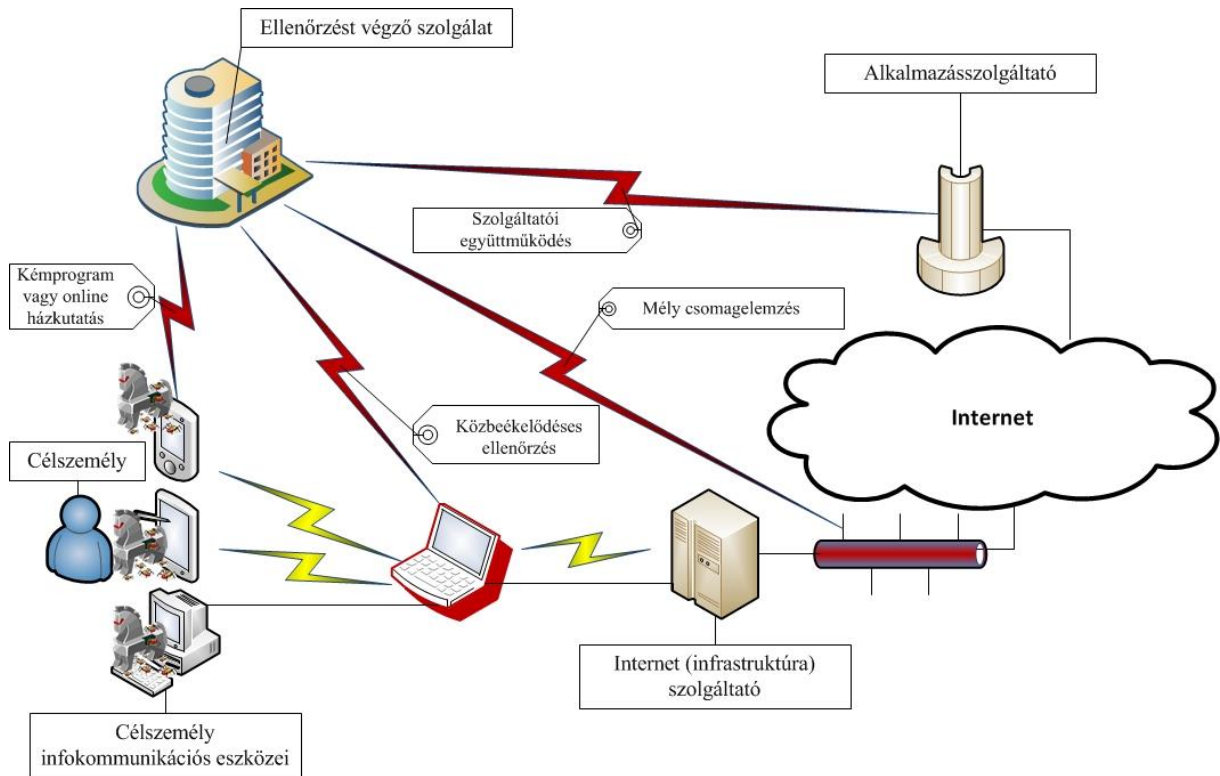 Ellenőrzést végző szolgálat
Alkalmazásszolgáltató
Szolgáltatói
együttműködés
Kémprogram
vagy online
házkutatás
Mély csomagelemzés
Internet
Közbeékelődéses
ellenőrzés
Célszemély
Internet (infrastruktúra)
szolgáltató
Célszemély
infokommunikációs eszközei